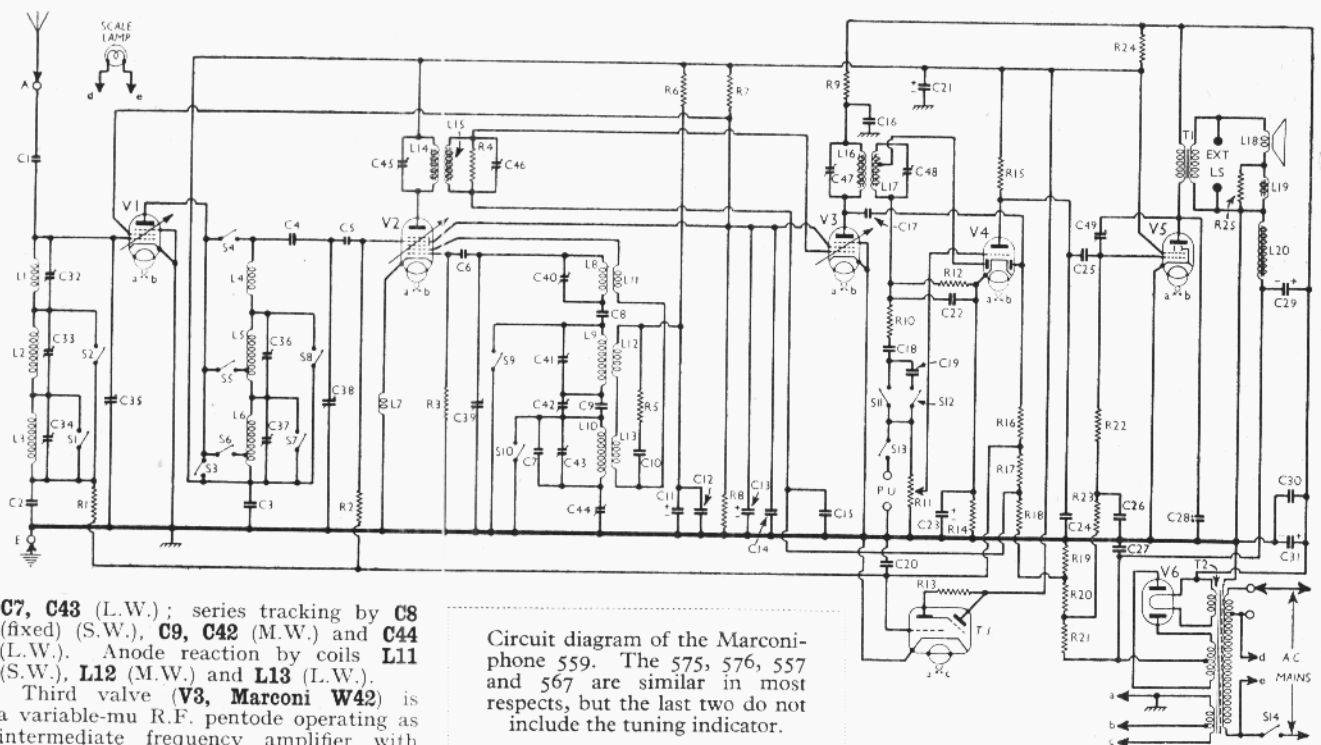 SCALE
LAMP
d e
A
C1
L1
C32
L2
C33
S2
L3
C34
S1
C35
C2
R1
E
V1
a b
S4
L4
C4
C5
L5
C36
S8
S5
L6
C37
S7
S6
S3
C3
C38
R2
L14
C45
L15
R4
C46
V2
a b
L7
R3
C6
C39
C40
L8
L11
C8
S9
C41
L9
L12
C42
C9
R5
L10
S10
C7
C43
L13
C10
C44
R6
R7
C11
C12
R8
C13
C14
C15
R9
C16
C21
L16
C47
L17
C48
V3
a b
C17
V4
a b
R12
C22
R10
C18
C19
S11
S12
S13
PU
R11
C23
R14
C20
R13
T.I
a c
R15
R16
R17
R18
R19
R20
R21
R22
R23
C24
C25
C26
C27
C28
C49
V5
a b
R24
T1
EXT
LS
R25
L18
L19
L20
C29
C30
C31
V6
T2
d
e
AC
MAINS
S14
a
b
c
C7, C43 (L.W.); series tracking by C8
(fixed) (S.W.), C9, C42 (M.W.) and C44
(L.W.). Anode reaction by coils L11
(S.W.), L12 (M.W.) and L13 (L.W.).
Third valve (V3, Marconi W42) is
a variable-mu R.F. pentode operating as
intermediate frequency amplifier with
Circuit diagram of the Marconi-
phone 559. The 575, 576, 557
and 567 are similar in most
respects, but the last two do not
include the tuning indicator.